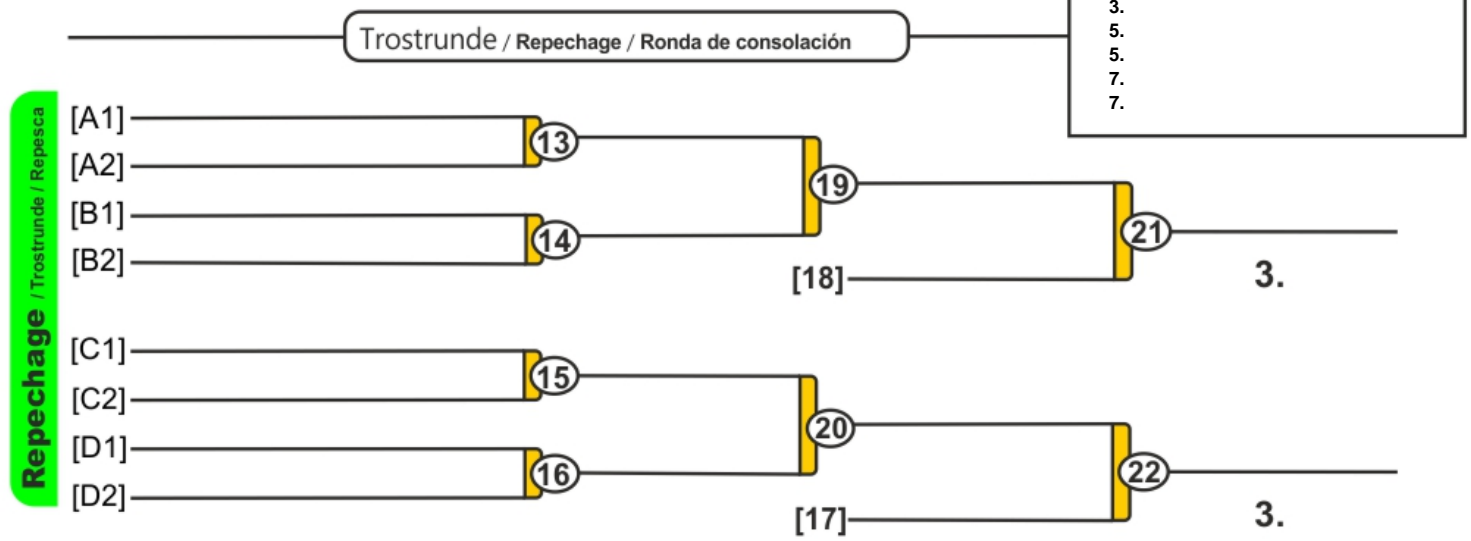 3.
5.
5.
7.
7.
Trostrunde / Repechage / Ronda de consolación
Repechage / Trostrunde / Repesca
[A1]
[A2]
[B1]
[B2]
13
14
19
[18]
21
3.
[C1]
[C2]
[D1]
[D2]
15
16
20
[17]
22
3.